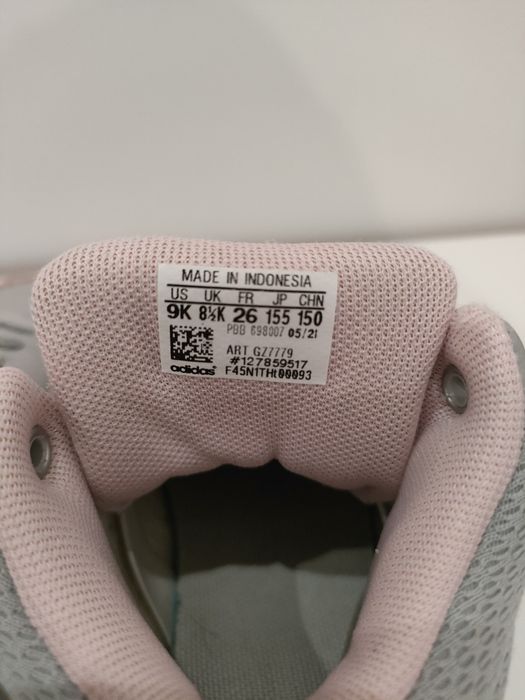 MADE IN INDONESIA
US UK FR JP CHN
9K 8½K 26 155 150
PBB 698007 05/21
ART GZ7779
#127859517
adidas F45N1THt00093